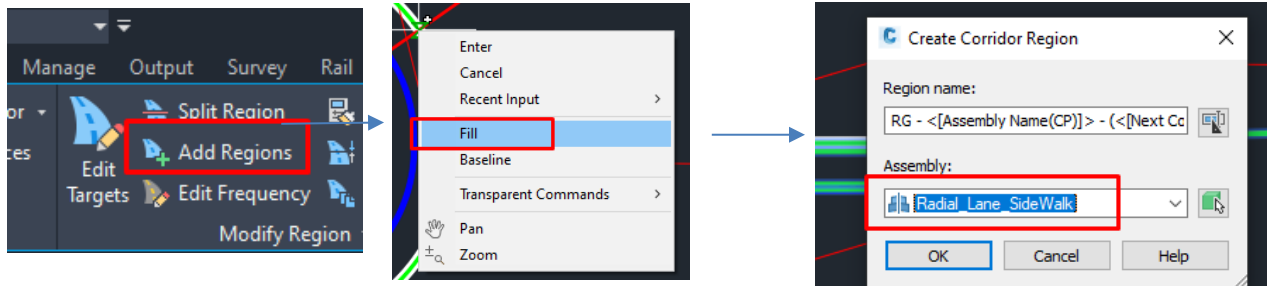 Manage Output Survey Rail
or
Split Region
ces
Edit
Targets
Add Regions
Edit Frequency
Modify Region
Enter
Cancel
Recent Input >
Fill
Baseline
Transparent Commands >
Pan
Zoom
C Create Corridor Region
Region name:
RG - <[Assembly Name(CP)]> - (<[Next Cc
Assembly:
Radial_Lane_SideWalk
OK Cancel Help